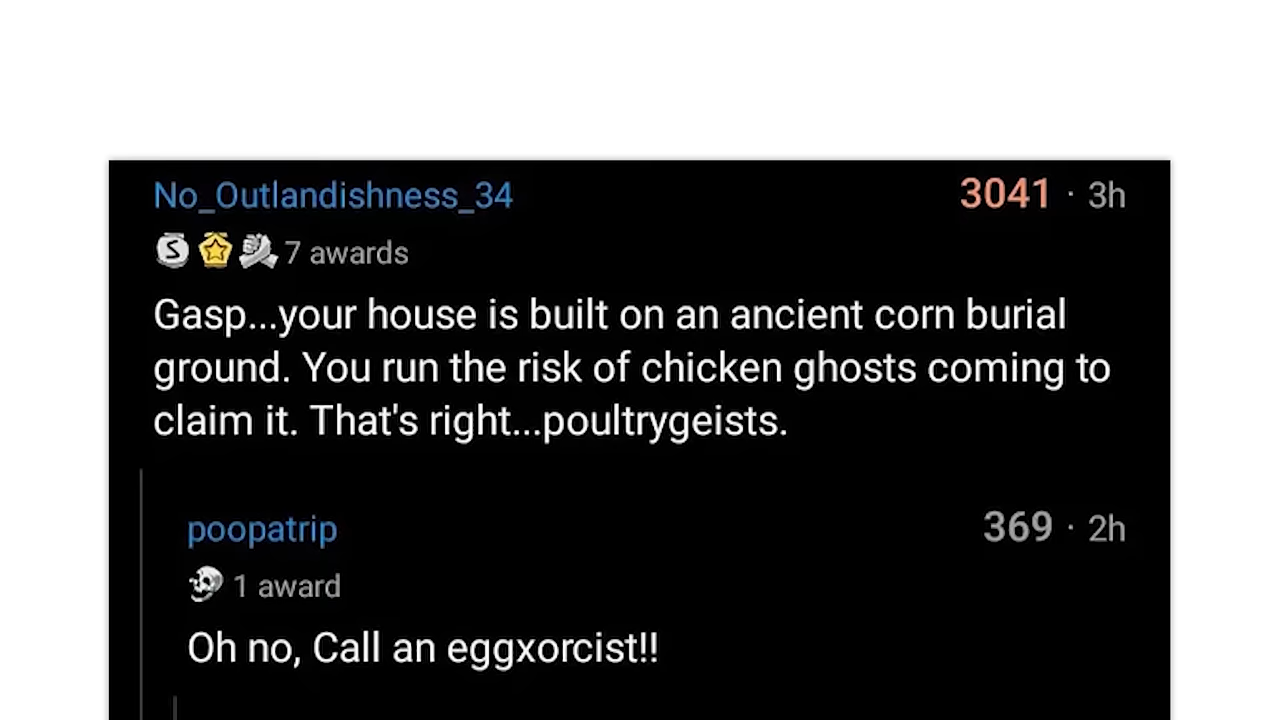 No_Outlandishness_34 3041 · 3h
7 awards
Gasp...your house is built on an ancient corn burial
ground. You run the risk of chicken ghosts coming to
claim it. That's right...poultrygeists.
poopatrip 369 · 2h
1 award
Oh no, Call an eggxorcist!!